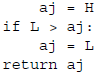 aj = H
if L > aj:
    aj = L
return aj